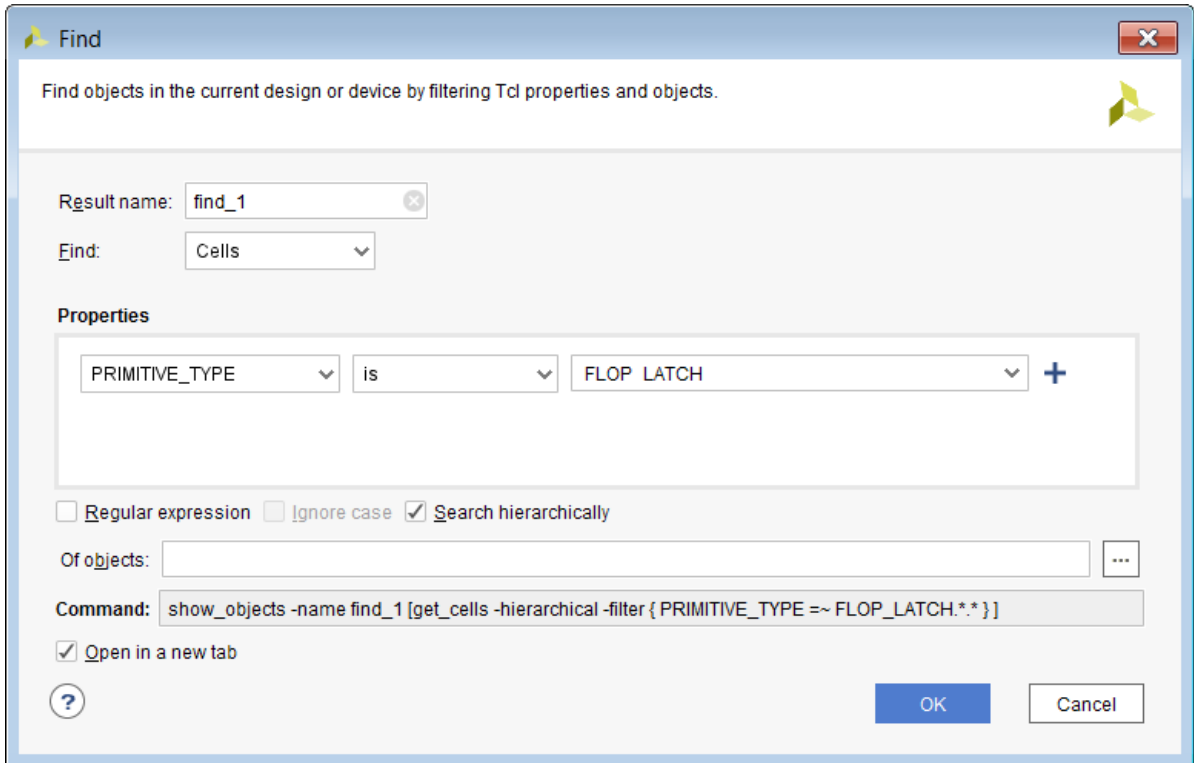 Find
Find objects in the current design or device by filtering Tcl properties and objects.
Result name: find_1
Find: Cells
Properties
PRIMITIVE_TYPE is FLOP LATCH +
Regular expression Ignore case Search hierarchically
Of objects: ...
Command: show_objects -name find_1 [get_cells -hierarchical -filter { PRIMITIVE_TYPE =~ FLOP_LATCH.*.* } ]
Open in a new tab
? OK Cancel